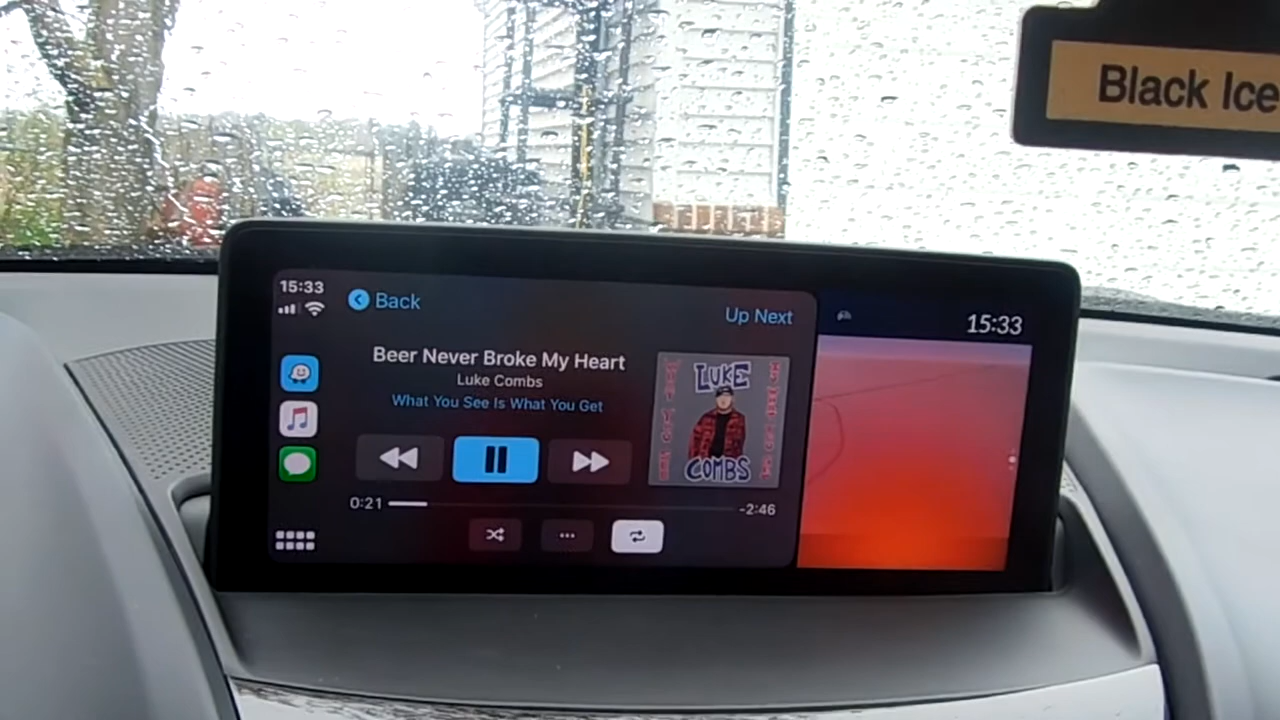 Black Ice
15:33
Back
Up Next
15:33
Beer Never Broke My Heart
Luke Combs
What You See Is What You Get
LUKE
COMBS
0:21
-2:46